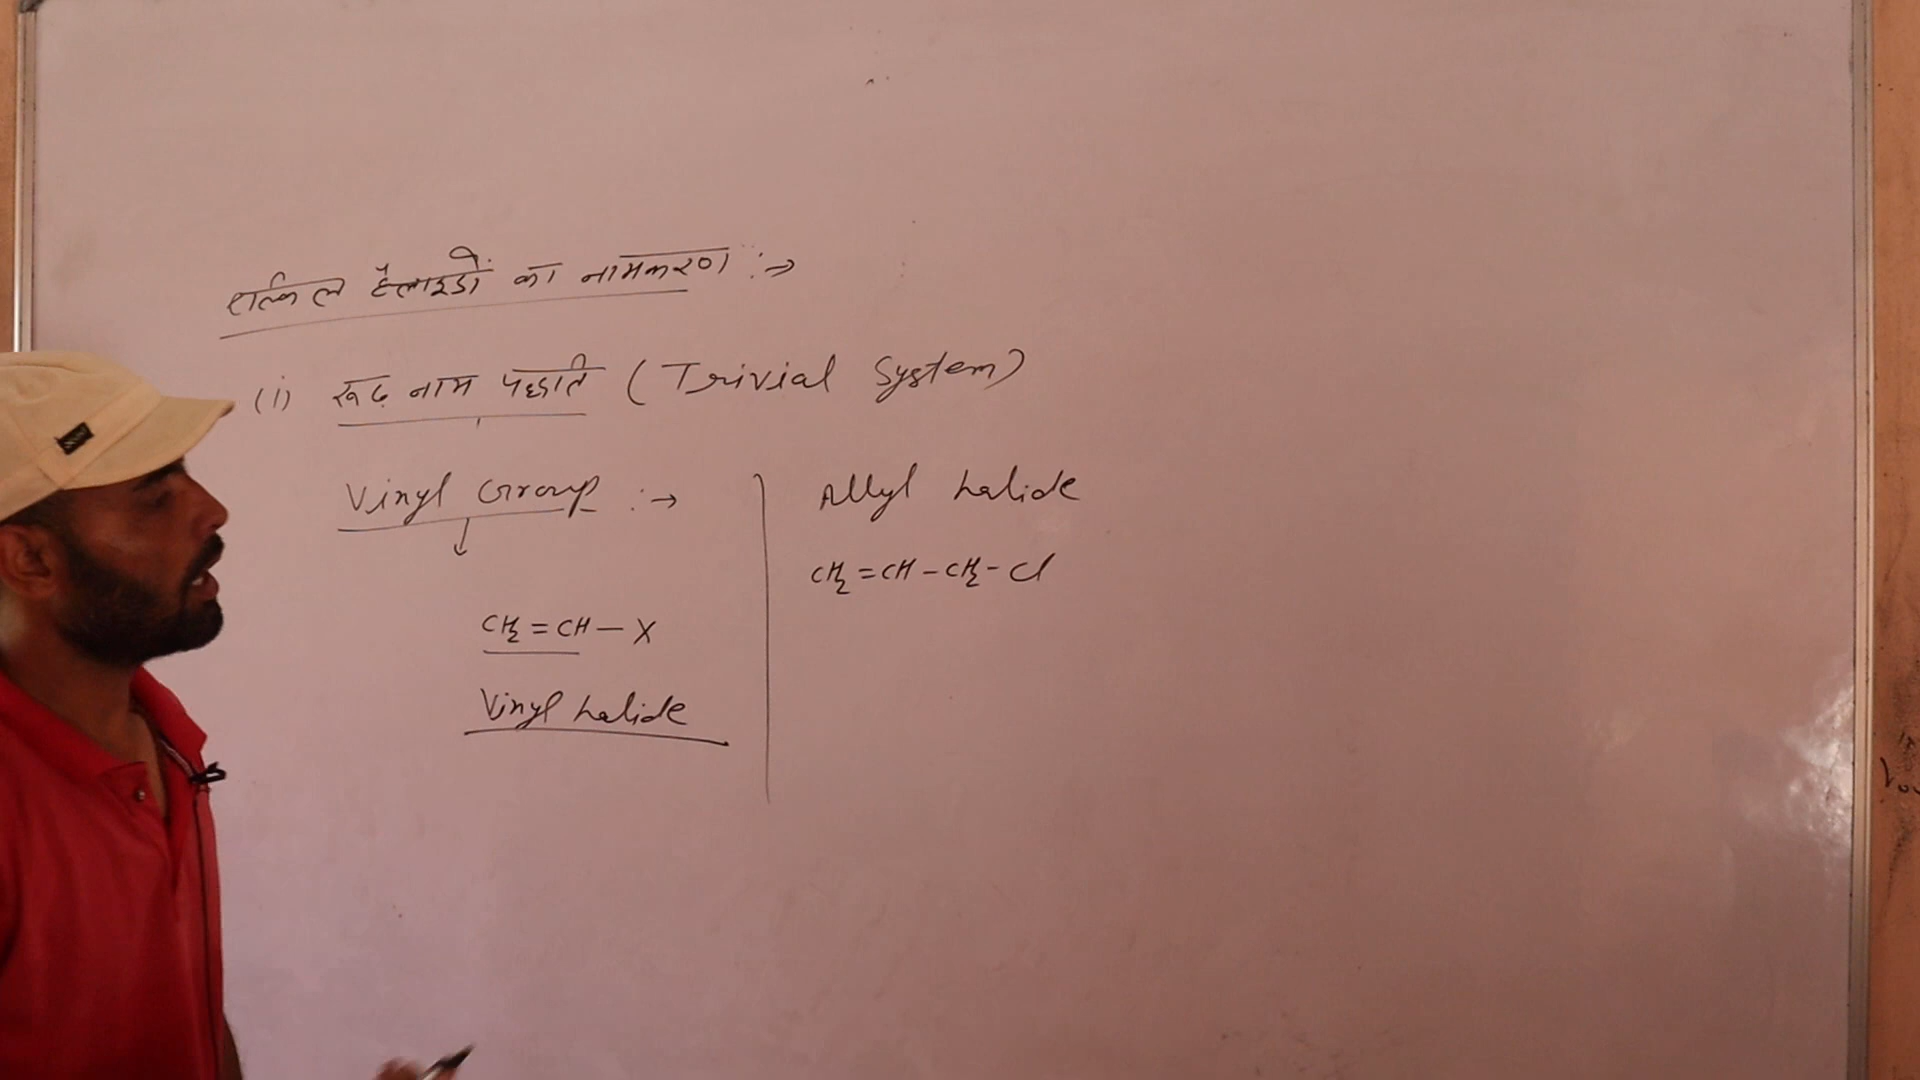 एल्किल हैलाइडों का नामकरण :→
(i) रूढ़ नाम पद्धति (Trivial System)
Vinyl Group :→
↓
CH₂=CH–X
Vinyl halide
Allyl halide
CH₂=CH–CH₂–Cl